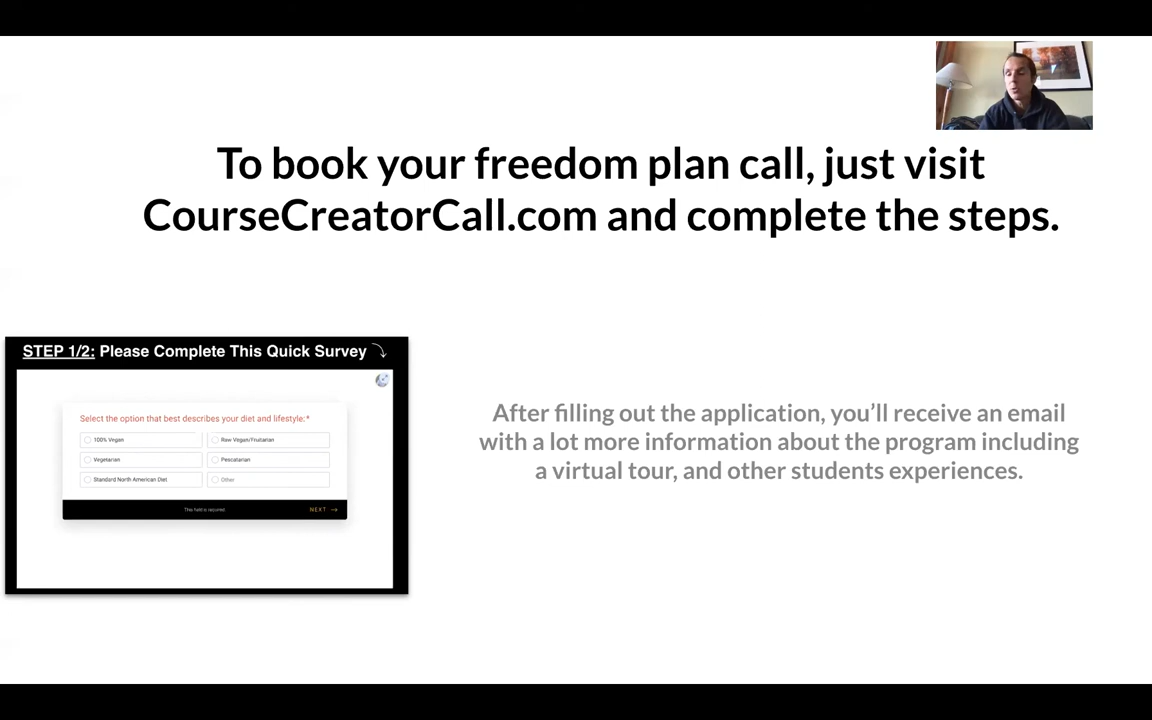 To book your freedom plan call, just visit
CourseCreatorCall.com and complete the steps.
STEP 1/2: Please Complete This Quick Survey
Select the option that best describes your diet and lifestyle:*
100% Vegan
Raw Vegan/Fruitarian
Vegetarian
Pescatarian
Standard North American Diet
Other
This field is required
NEXT →
After filling out the application, you’ll receive an email
with a lot more information about the program including
a virtual tour, and other students experiences.